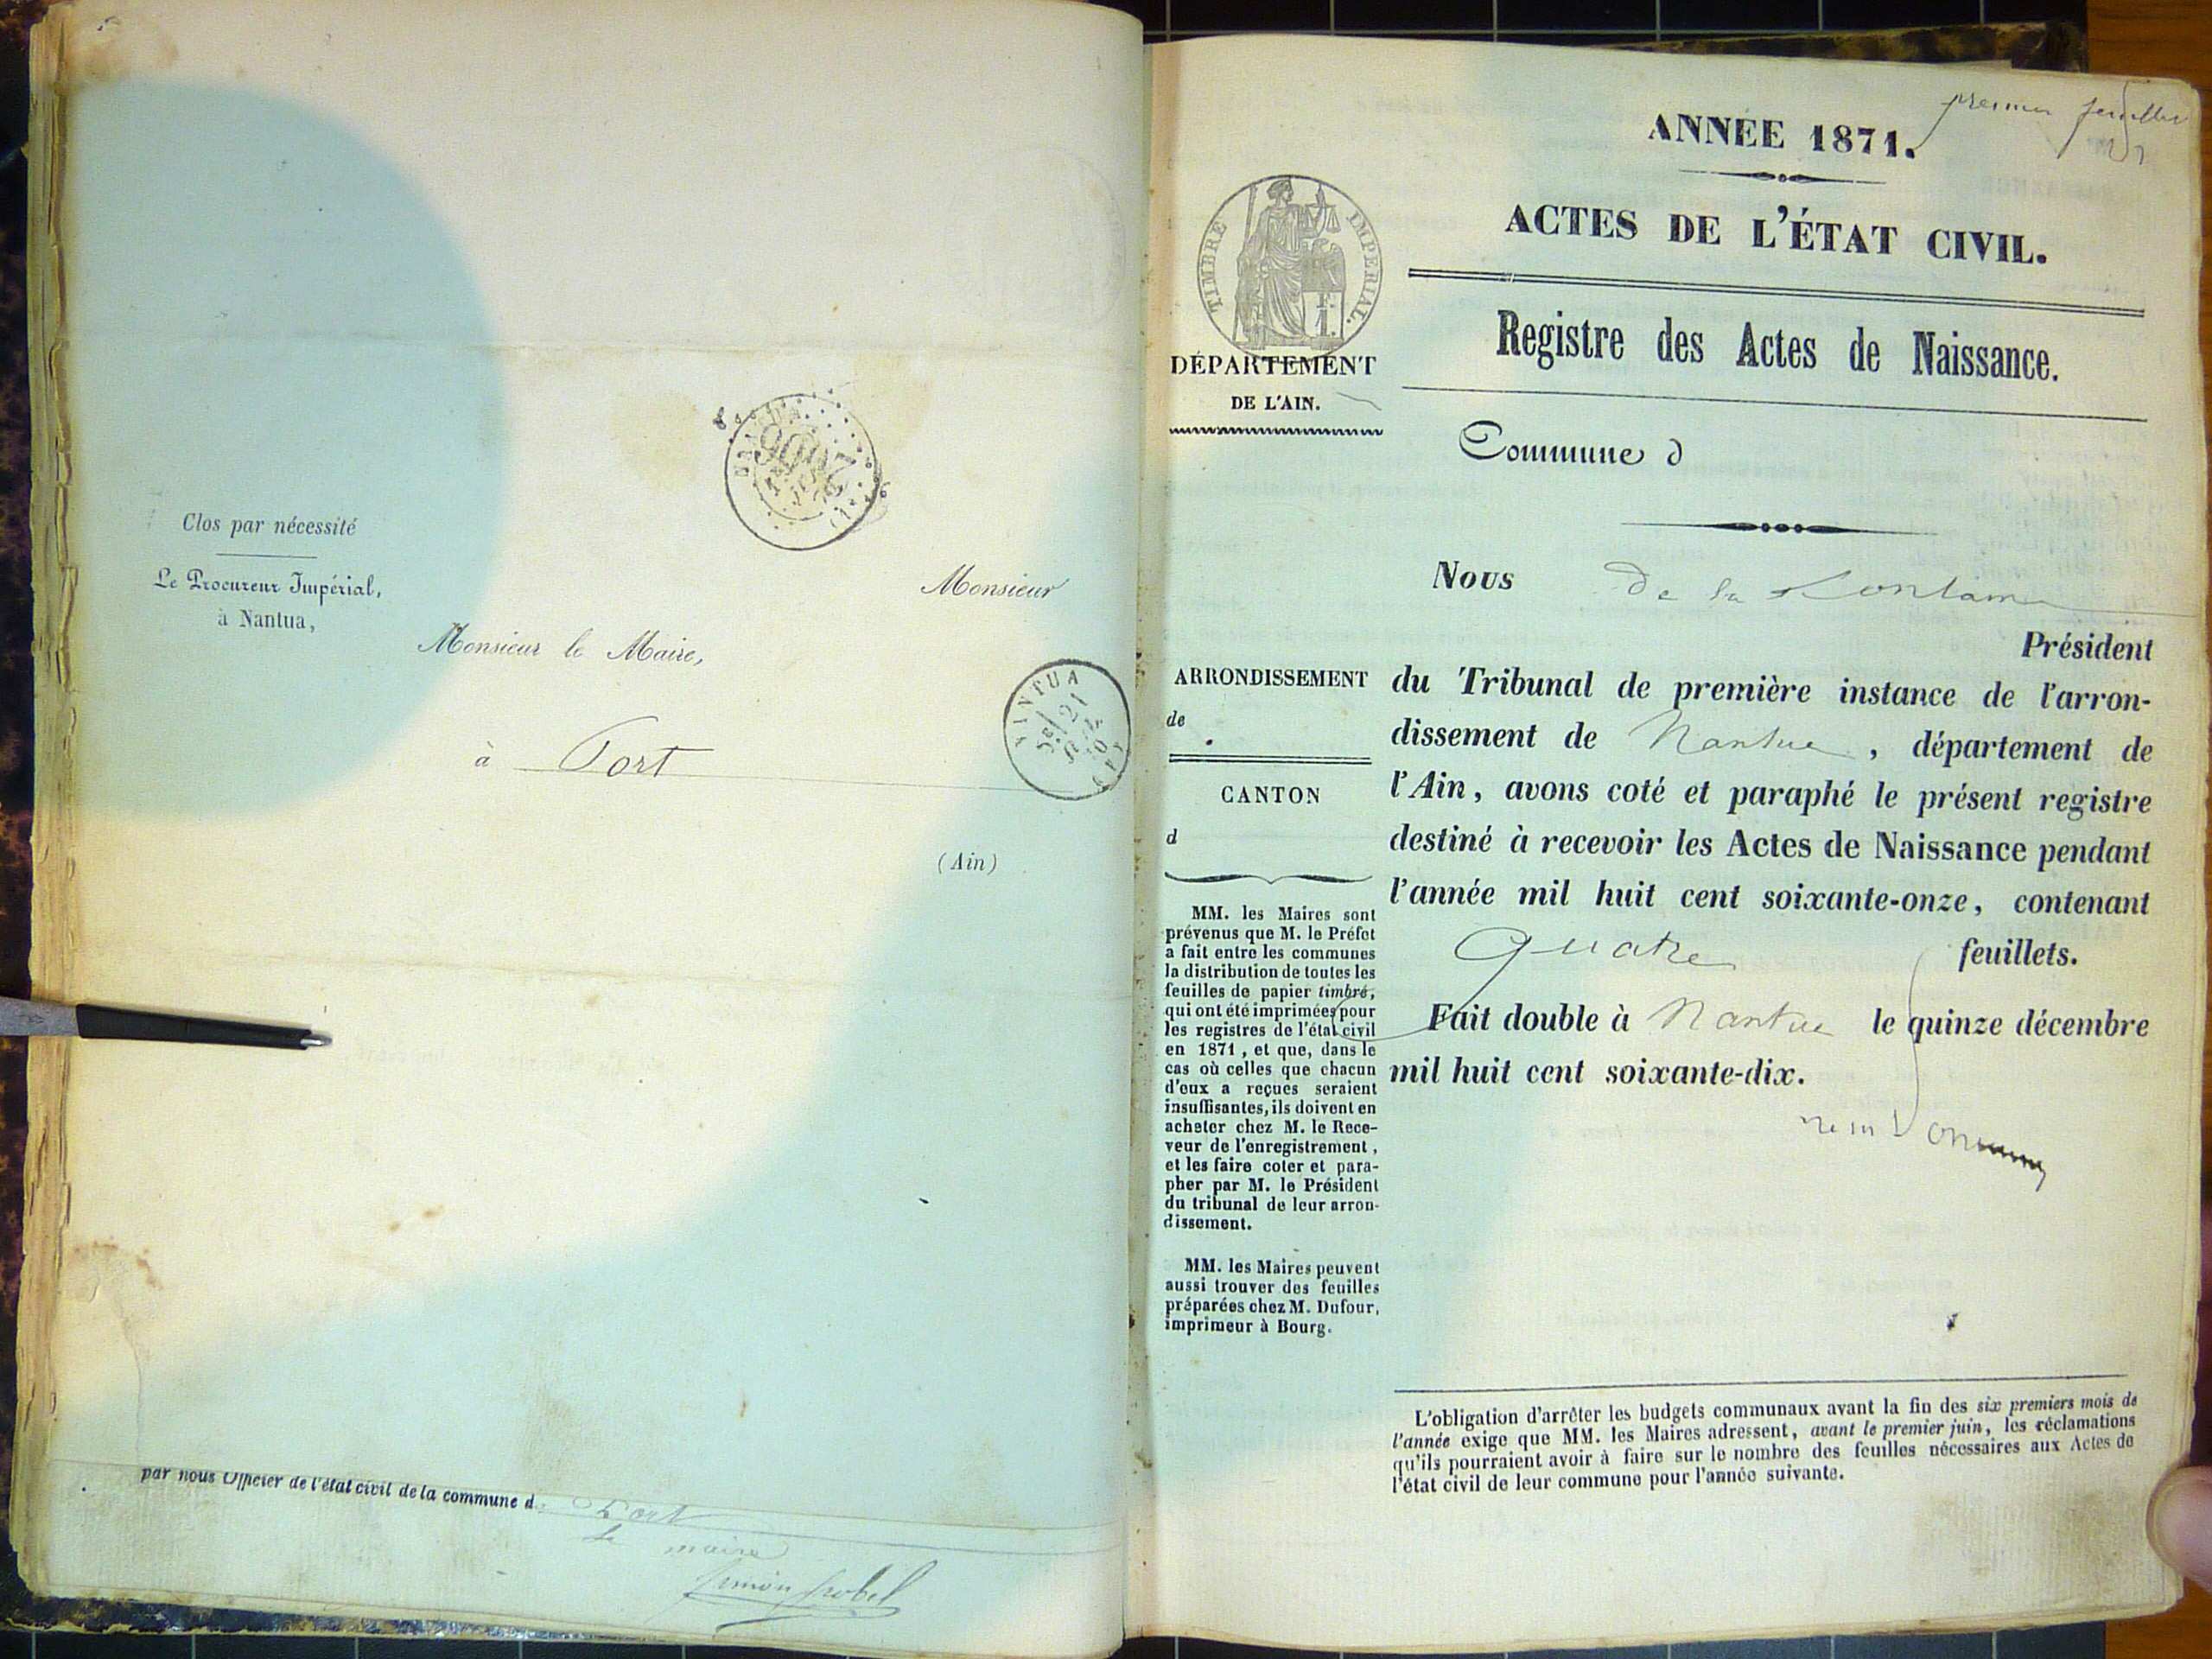 Clos par nécessité
Le Procureur Impérial,
à Nantua,
Monsieur
Monsieur le Maire,
à Port
(Ain)
NANTUA
par nous Officier de l'état civil de la commune d Port
Le maire
premier feuillet
ANNÉE 1871.
ACTES DE L'ÉTAT CIVIL.
TIMBRE IMPÉRIAL.
Registre des Actes de Naissance.
DÉPARTEMENT
DE L'AIN.
Commune d
Nous De la
Président
du Tribunal de première instance de l'arron-
dissement de Nantua, département de
l'Ain, avons coté et paraphé le présent registre
destiné à recevoir les Actes de Naissance pendant
l'année mil huit cent soixante-onze, contenant
quatre feuillets.
Fait double à Nantua le quinze décembre
mil huit cent soixante-dix.
ARRONDISSEMENT
de
CANTON
d
MM. les Maires sont
prévenus que M. le Préfet
a fait entre les communes
la distribution de toutes les
feuilles de papier timbré,
qui ont été imprimées pour
les registres de l'état civil
en 1871, et que, dans le
cas où celles que chacun
d'eux a reçues seraient
insuffisantes, ils doivent en
acheter chez M. le Rece-
veur de l'enregistrement,
et les faire coter et para-
pher par M. le Président
du tribunal de leur arron-
dissement.
MM. les Maires peuvent
aussi trouver des feuilles
préparées chez M. Dufour,
imprimeur à Bourg.
L'obligation d'arrêter les budgets communaux avant la fin des six premiers mois de
l'année exige que MM. les Maires adressent, avant le premier juin, les réclamations
qu'ils pourraient avoir à faire sur le nombre des feuilles nécessaires aux Actes de
l'état civil de leur commune pour l'année suivante.